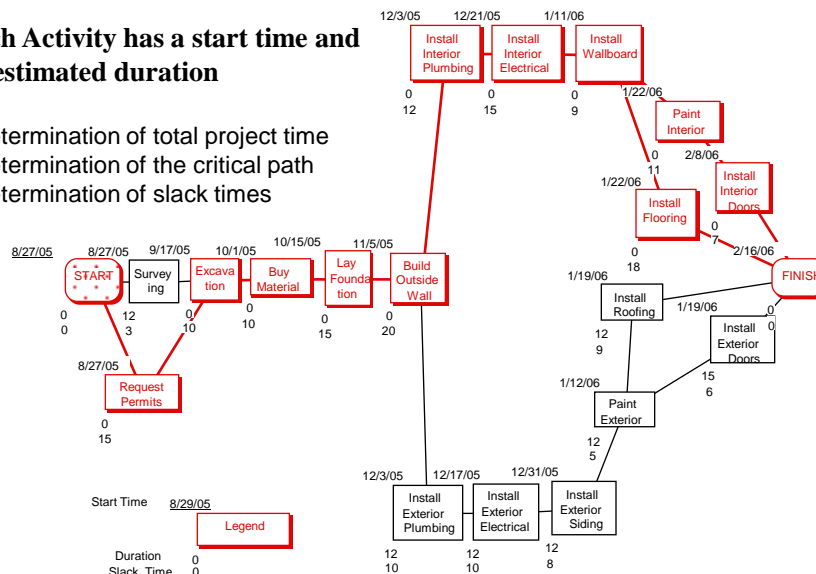 ch Activity has a start time and
estimated duration
termination of total project time
termination of the critical path
termination of slack times
12/3/05
Install
Interior
Plumbing
0
12
12/21/05
Install
Interior
Electrical
0
15
1/11/06
Install
Wallboard
0
9
1/22/06
Paint
Interior
0
11
2/8/06
Install
Interior
Doors
0
7
1/22/06
Install
Flooring
0
18
2/16/06
FINISH
0
0
8/27/05
START
0
0
8/27/05
Survey
ing
12
3
9/17/05
Excava
tion
0
10
10/1/05
Buy
Material
0
10
10/15/05
Lay
Founda
tion
0
15
11/5/05
Build
Outside
Wall
0
20
8/27/05
Request
Permits
0
15
1/19/06
Install
Roofing
12
9
1/19/06
Install
Exterior
Doors
15
6
1/12/06
Paint
Exterior
12
5
12/3/05
Install
Exterior
Plumbing
12
10
12/17/05
Install
Exterior
Electrical
12
10
12/31/05
Install
Exterior
Siding
12
8
Start Time
8/29/05
Legend
Duration
0
Slack Time
0